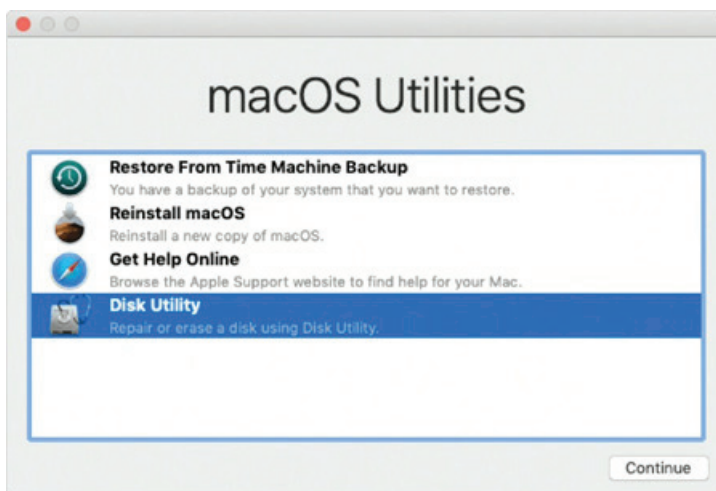 macOS Utilities
Restore From Time Machine Backup
You have a backup of your system that you want to restore.
Reinstall macOS
Reinstall a new copy of macOS.
Get Help Online
Browse the Apple Support website to find help for your Mac.
Disk Utility
Repair or erase a disk using Disk Utility.
Continue